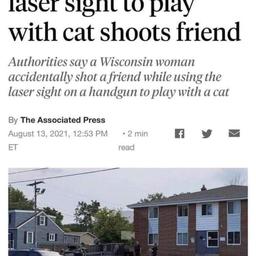 laser sight to play
with cat shoots friend
Authorities say a Wisconsin woman
accidentally shot a friend while using the
laser sight on a handgun to play with a cat
By The Associated Press
August 13, 2021, 12:53 PM • 2 min
ET read